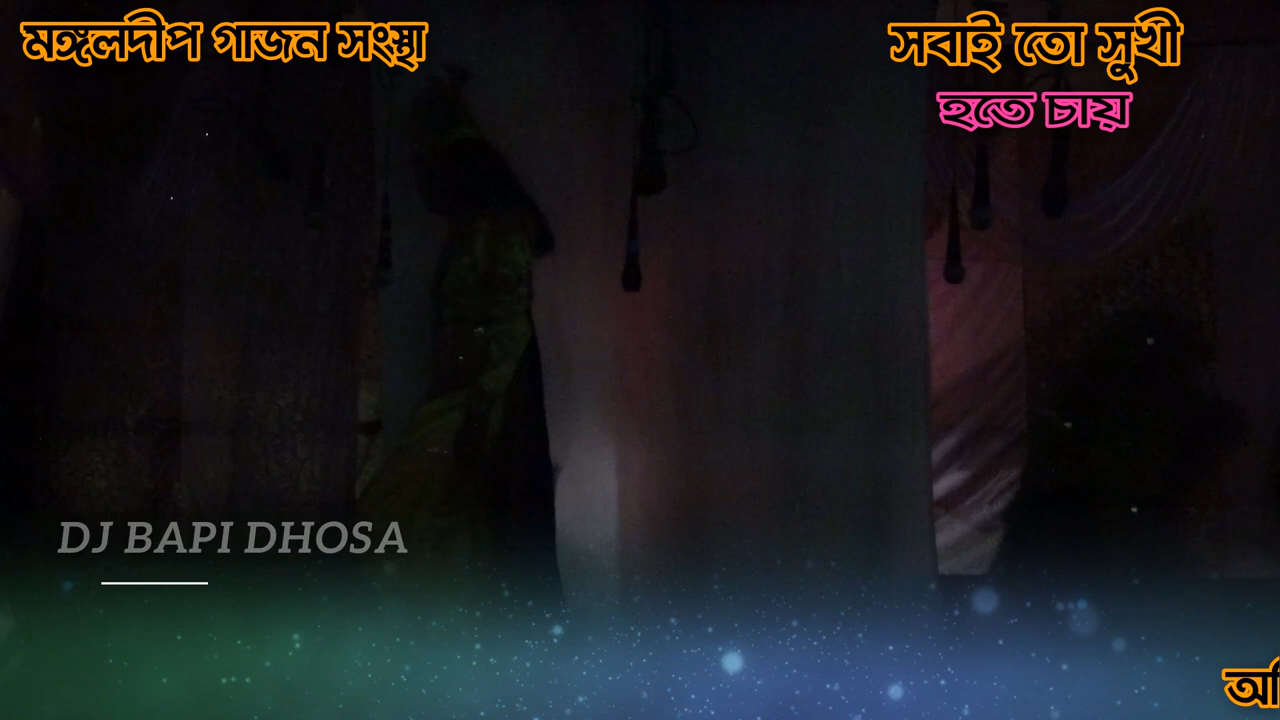 মঙ্গলদীপ গাজন সংস্থা
সবাই তো সুখী
হতে চায়
DJ BAPI DHOSA